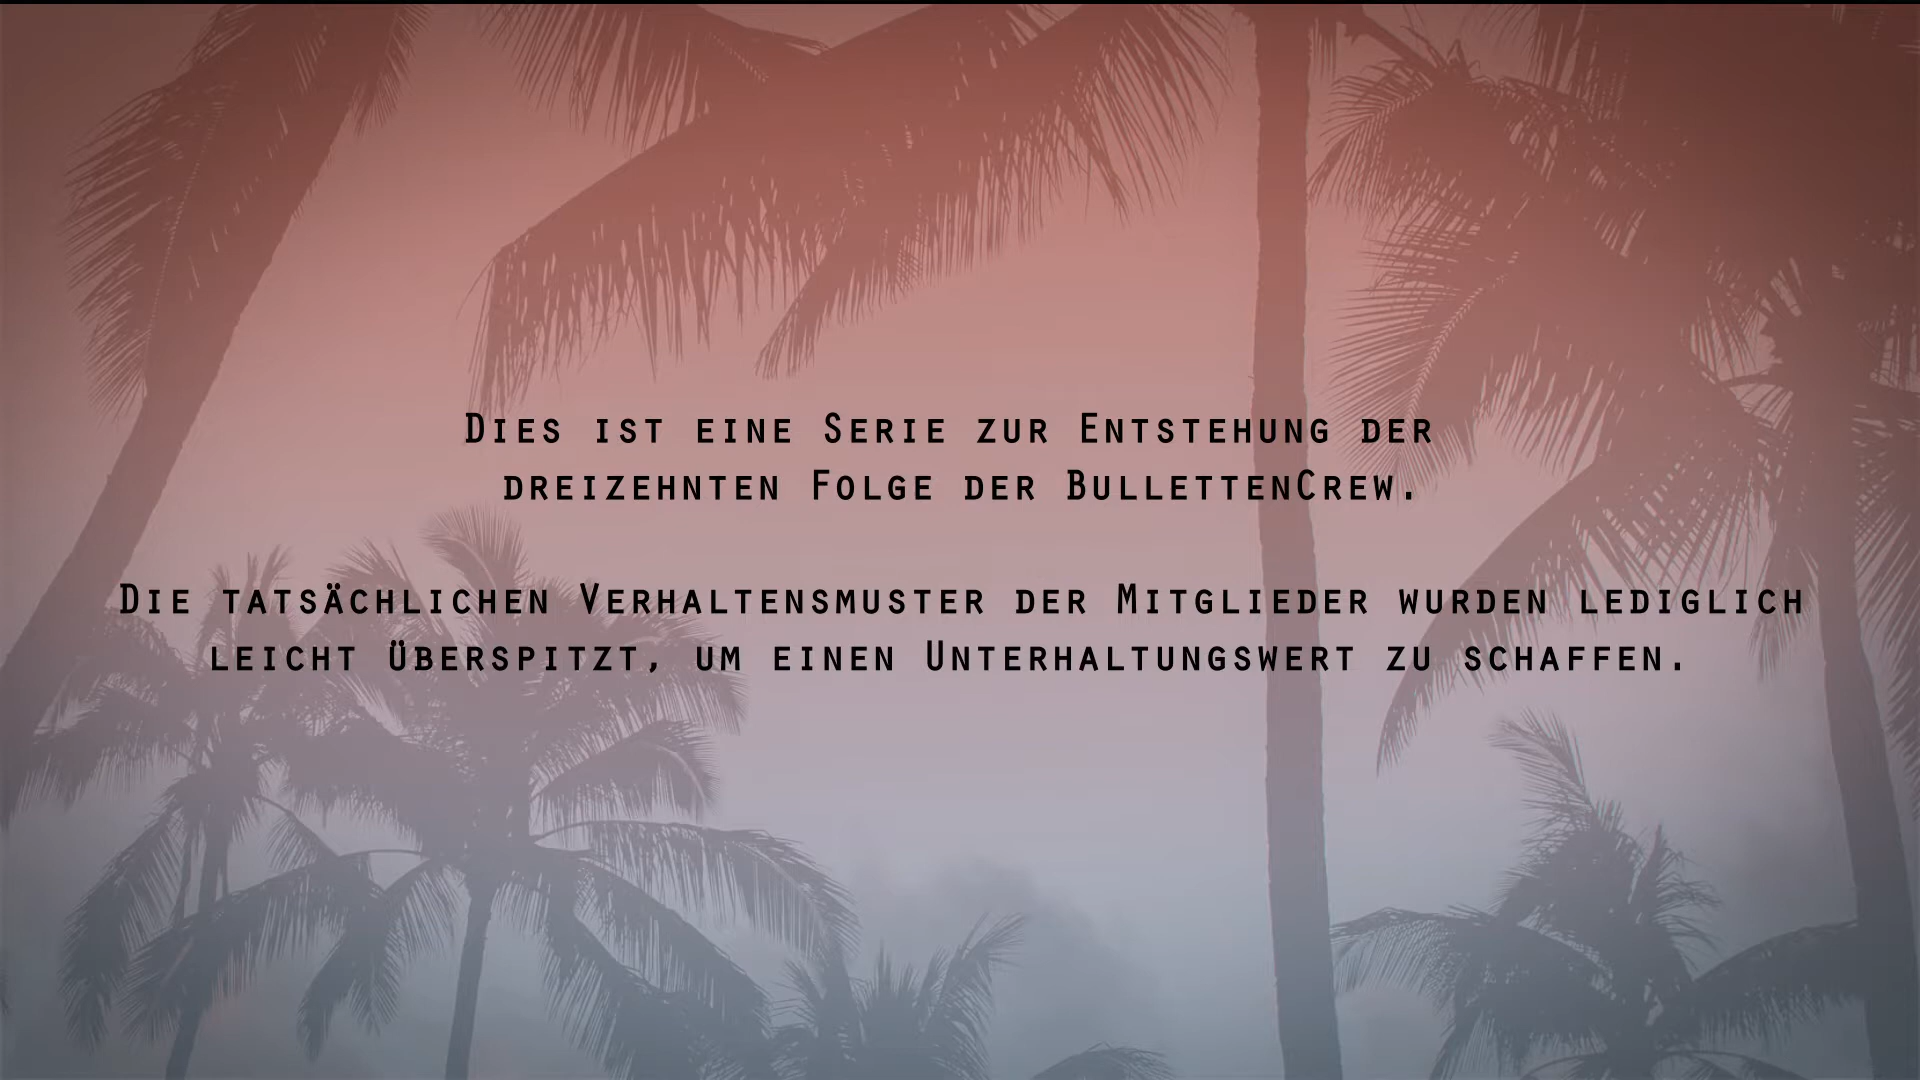 Dies ist eine Serie zur Entstehung der
dreizehnten Folge der BullettenCrew.
Die tatsächlichen Verhaltensmuster der Mitglieder wurden lediglich
leicht überspitzt, um einen Unterhaltungswert zu schaffen.